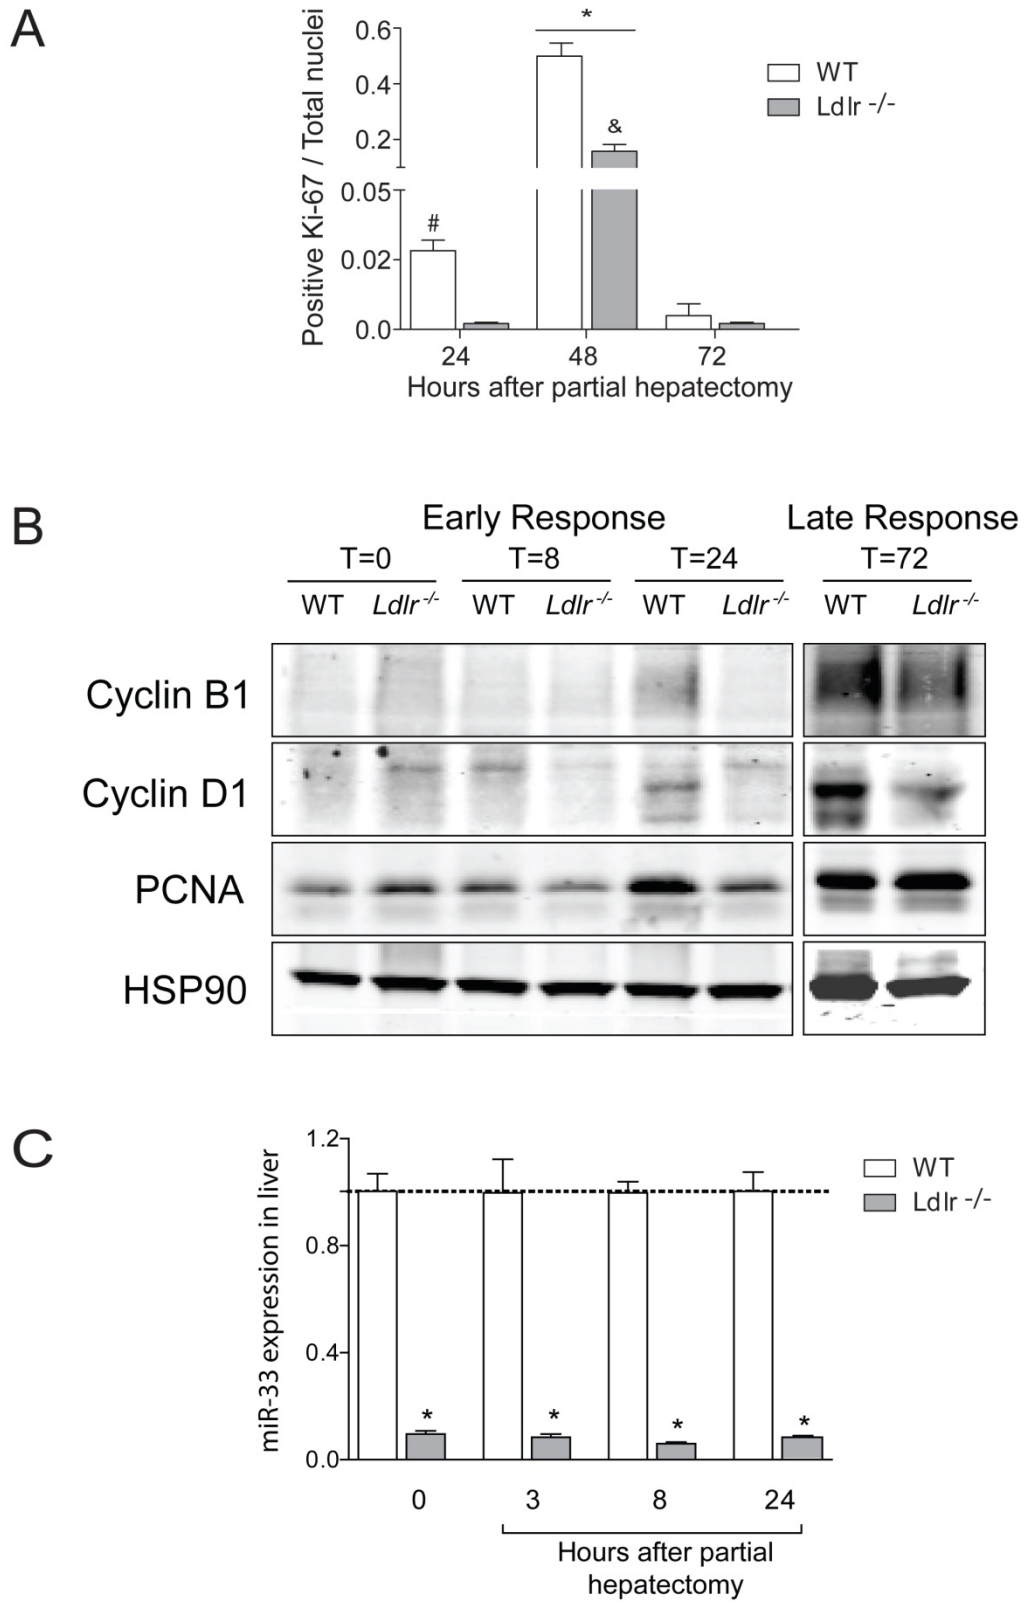 A
Positive Ki-67 / Total nuclei
0.6
0.4
0.2
0.05
0.02
0.0
*
&
#
WT
Ldlr -/-
24 48 72
Hours after partial hepatectomy
B
Early Response Late Response
T=0 T=8 T=24 T=72
WT Ldlr-/- WT Ldlr-/- WT Ldlr-/- WT Ldlr-/-
Cyclin B1
Cyclin D1
PCNA
HSP90
C
miR-33 expression in liver
1.2
0.8
0.4
0.0
* * * *
WT
Ldlr -/-
0 3 8 24
Hours after partial
hepatectomy